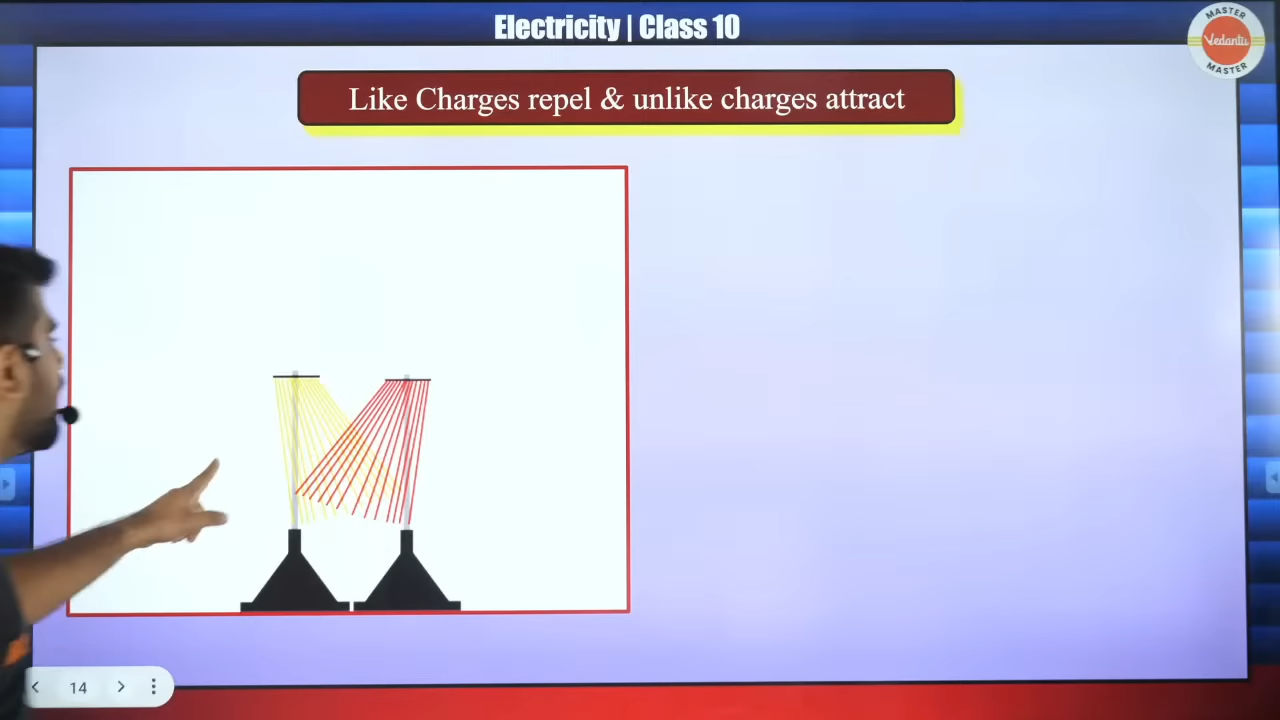 Electricity | Class 10
MASTER
Vedantu
MASTER
Like Charges repel & unlike charges attract
14